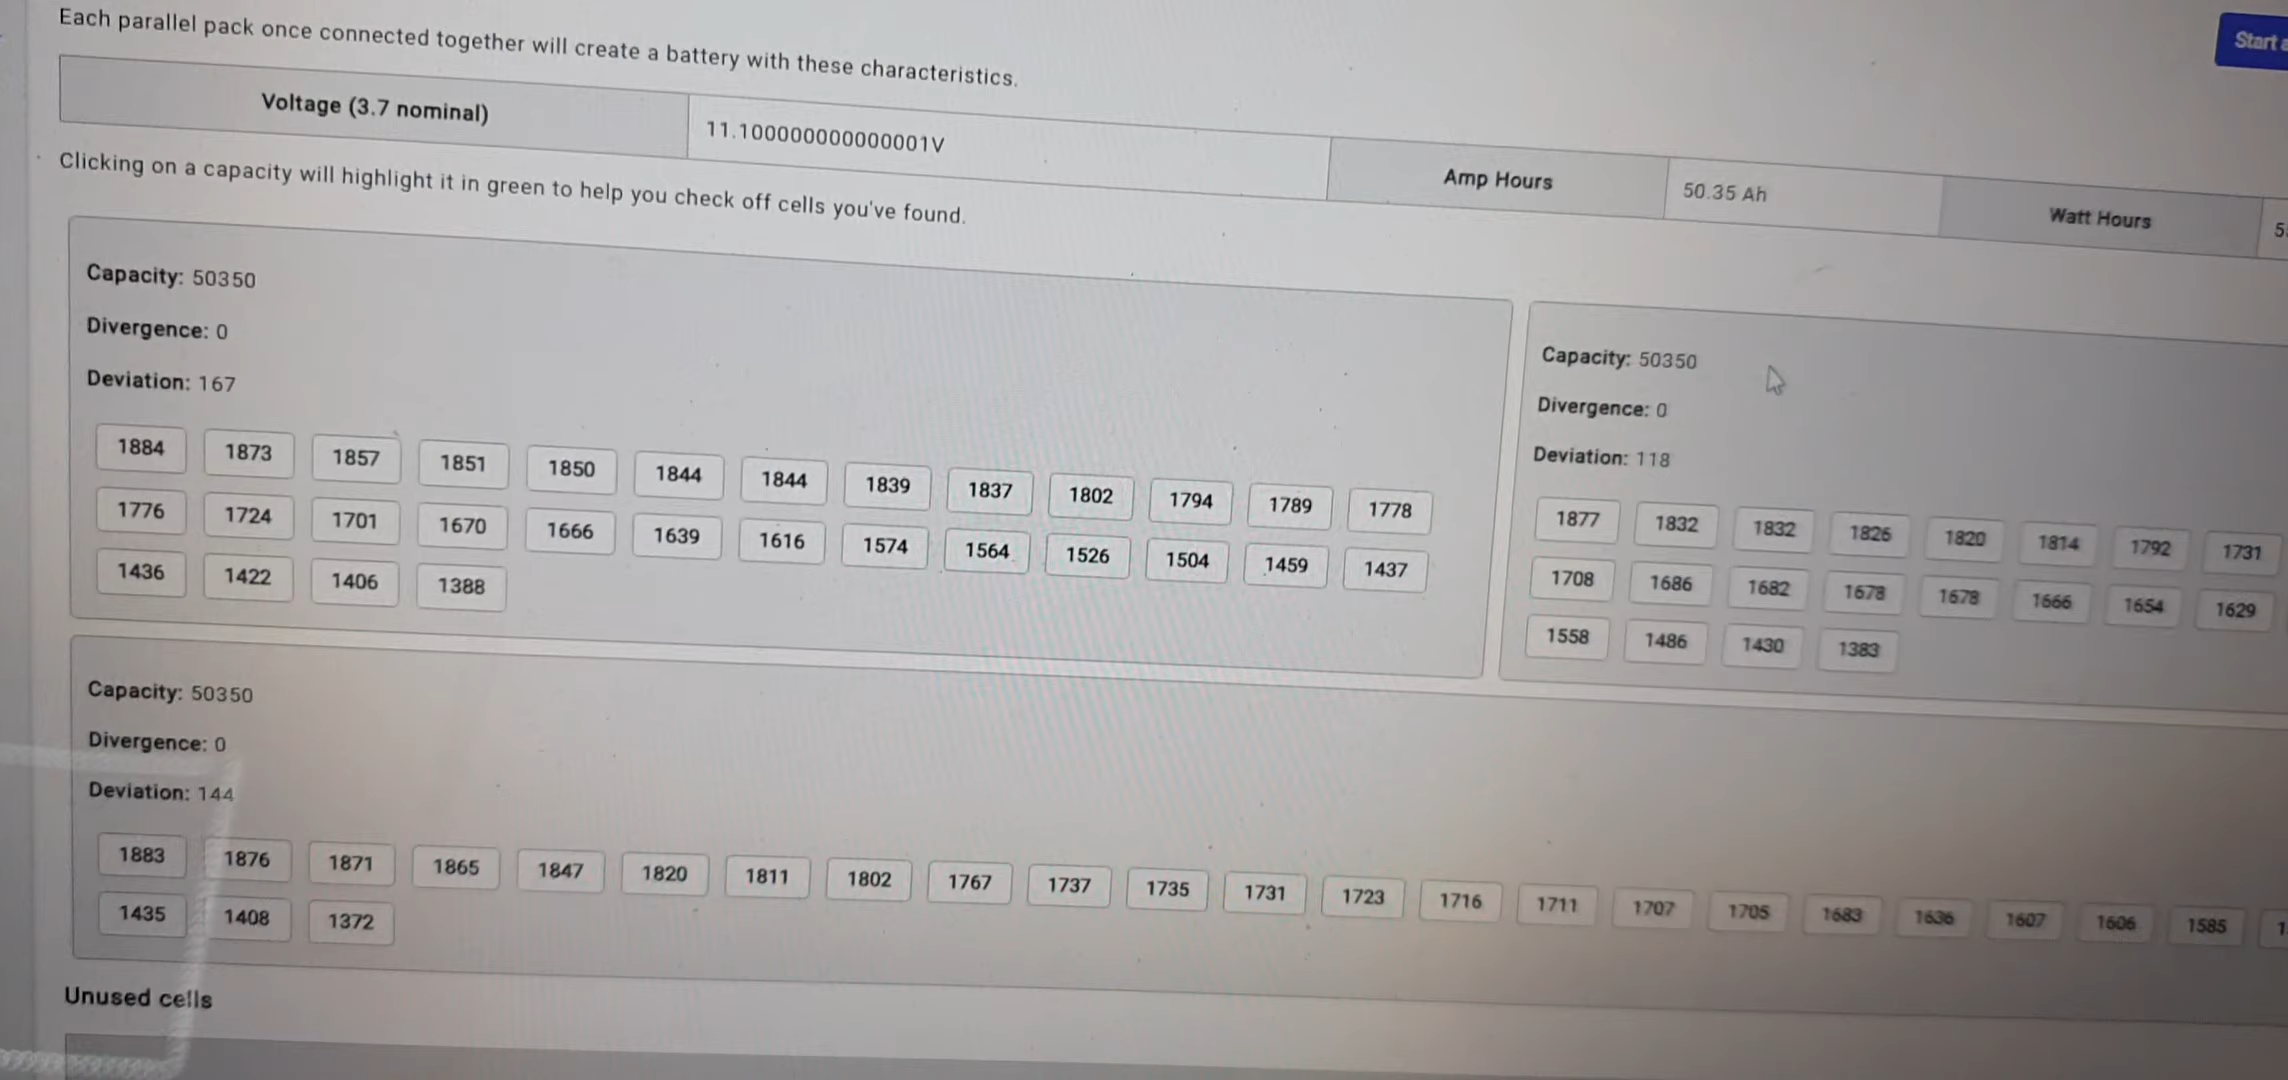 Each parallel pack once connected together will create a battery with these characteristics.
Start
Voltage (3.7 nominal) 11.100000000000001V Amp Hours 50.35 Ah Watt Hours
Clicking on a capacity will highlight it in green to help you check off cells you've found.
Capacity: 50350
Divergence: 0
Deviation: 167
1884 1873 1857 1851 1850 1844 1844 1839 1837 1802 1794 1789 1778
1776 1724 1701 1670 1666 1639 1616 1574 1564 1526 1504 1459 1437
1436 1422 1406 1388
Capacity: 50350
Divergence: 0
Deviation: 118
1877 1832 1832 1826 1820 1814 1792 1731
1708 1686 1682 1678 1678 1666 1654 1629
1558 1486 1430 1383
Capacity: 50350
Divergence: 0
Deviation: 144
1883 1876 1871 1865 1847 1820 1811 1802 1767 1737 1735 1731 1723 1716 1711 1707 1705 1683 1636 1607 1606 1585
1435 1408 1372
Unused cells